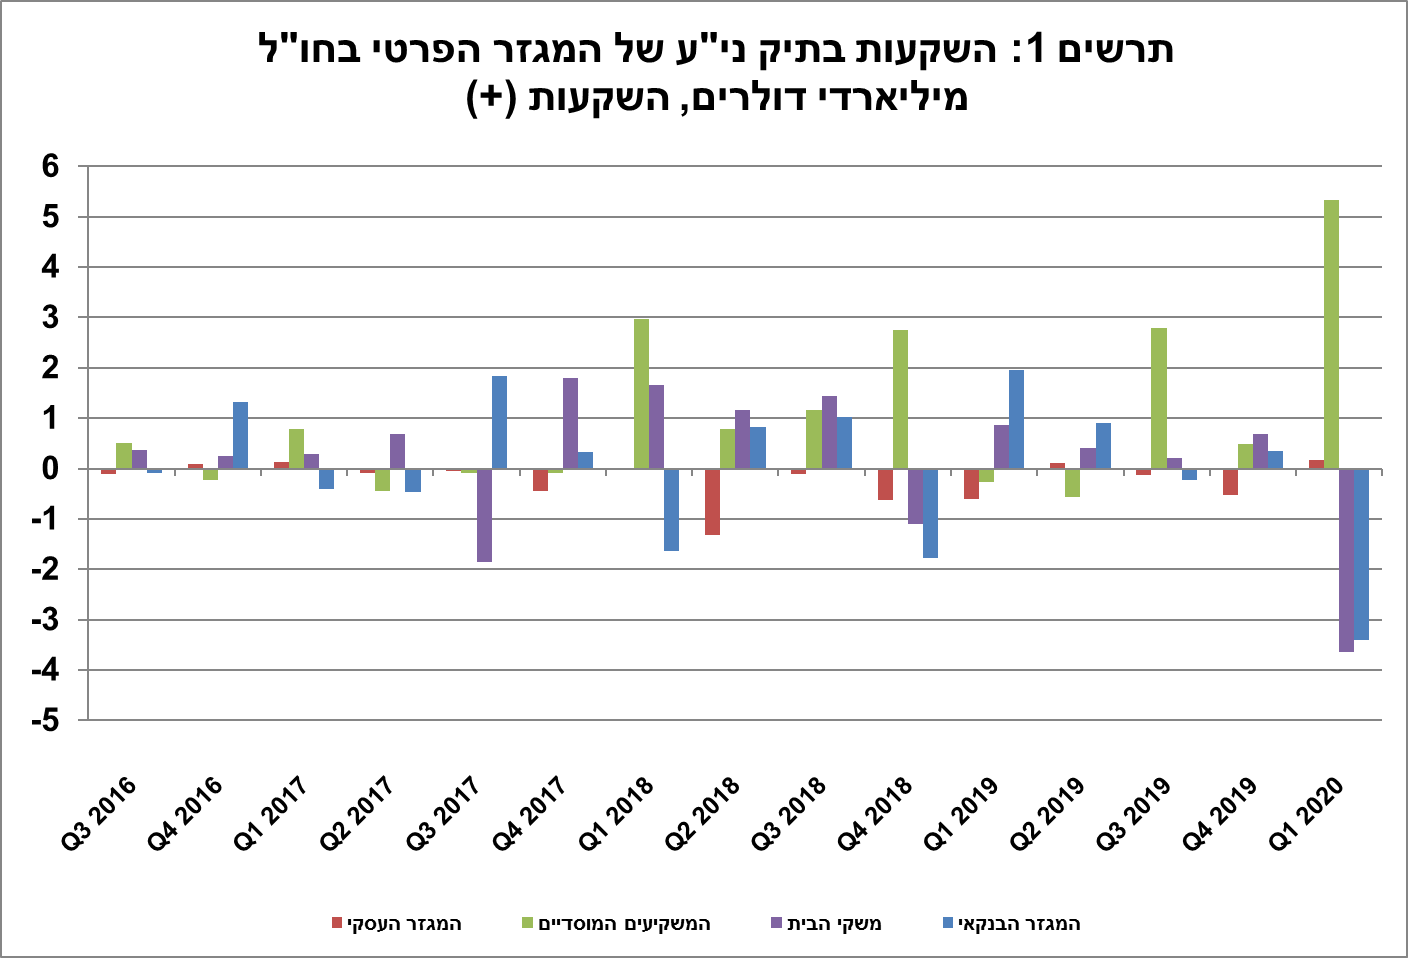 תרשים 1: השקעות בתיק ני"ע של המגזר הפרטי בחו"ל
מיליארדי דולרים, השקעות (+)
6
5
4
3
2
1
0
-1
-2
-3
-4
-5
Q3 2016
Q4 2016
Q1 2017
Q2 2017
Q3 2017
Q4 2017
Q1 2018
Q2 2018
Q3 2018
Q4 2018
Q1 2019
Q2 2019
Q3 2019
Q4 2019
Q1 2020
המגזר העסקי
המשקיעים המוסדיים
משקי הבית
המגזר הבנקאי